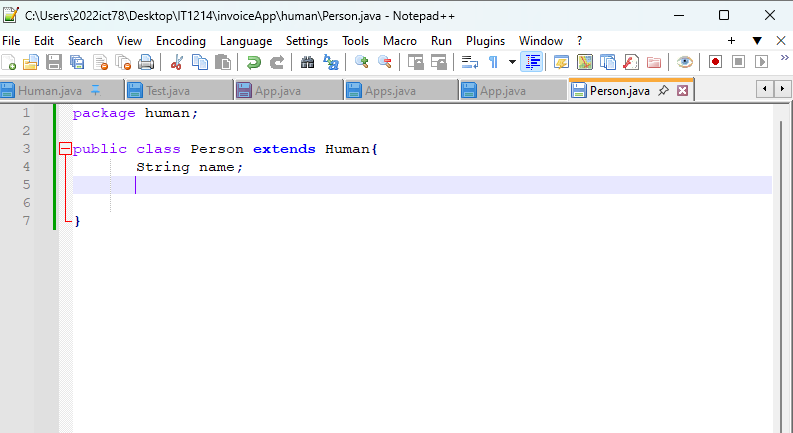 C:\Users\2022ict78\Desktop\IT1214\invoiceApp\human\Person.java - Notepad++
File Edit Search View Encoding Language Settings Tools Macro Run Plugins Window ?
Human.java Test.java App.java Apps.java App.java Person.java
1 package human;
2
3 public class Person extends Human{
4 String name;
5
6
7 }